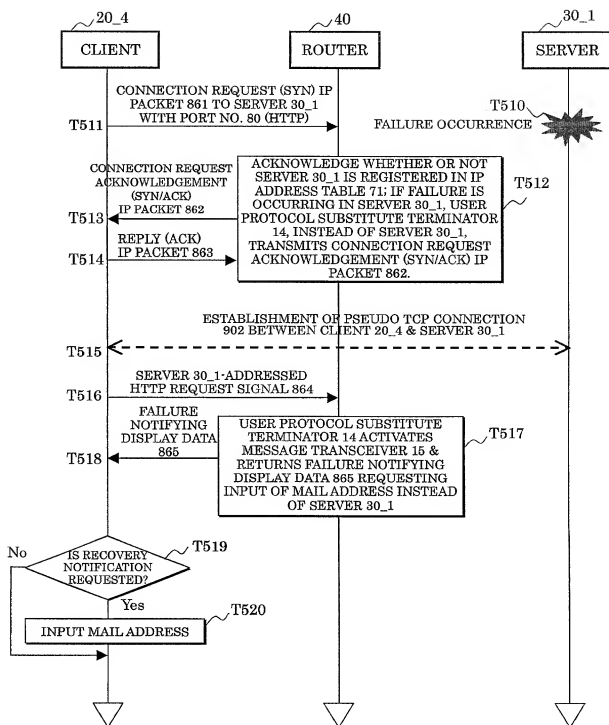 20_4
40
30_1
CLIENT
ROUTER
SERVER
CONNECTION REQUEST (SYN) IP
PACKET 861 TO SERVER 30_1
WITH PORT NO. 80 (HTTP)
T511
T510
FAILURE OCCURRENCE
CONNECTION REQUEST
ACKNOWLEDGEMENT
(SYN/ACK)
IP PACKET 862
T513
ACKNOWLEDGE WHETHER OR NOT
SERVER 30_1 IS REGISTERED IN IP
ADDRESS TABLE 71; IF FAILURE IS
OCCURRING IN SERVER 30_1, USER
PROTOCOL SUBSTITUTE TERMINATOR
14, INSTEAD OF SERVER 30_1,
TRANSMITS CONNECTION REQUEST
ACKNOWLEDGEMENT (SYN/ACK) IP
PACKET 862.
T512
REPLY (ACK)
IP PACKET 863
T514
ESTABLISHMENT OF PSEUDO TCP CONNECTION
902 BETWEEN CLIENT 20_4 & SERVER 30_1
T515
SERVER 30_1-ADDRESSED
HTTP REQUEST SIGNAL 864
T516
FAILURE
NOTIFYING
DISPLAY DATA
865
T518
USER PROTOCOL SUBSTITUTE
TERMINATOR 14 ACTIVATES
MESSAGE TRANSCEIVER 15 &
RETURNS FAILURE NOTIFYING
DISPLAY DATA 865 REQUESTING
INPUT OF MAIL ADDRESS INSTEAD
OF SERVER 30_1
T517
No
IS RECOVERY
NOTIFICATION
REQUESTED?
T519
Yes
T520
INPUT MAIL ADDRESS